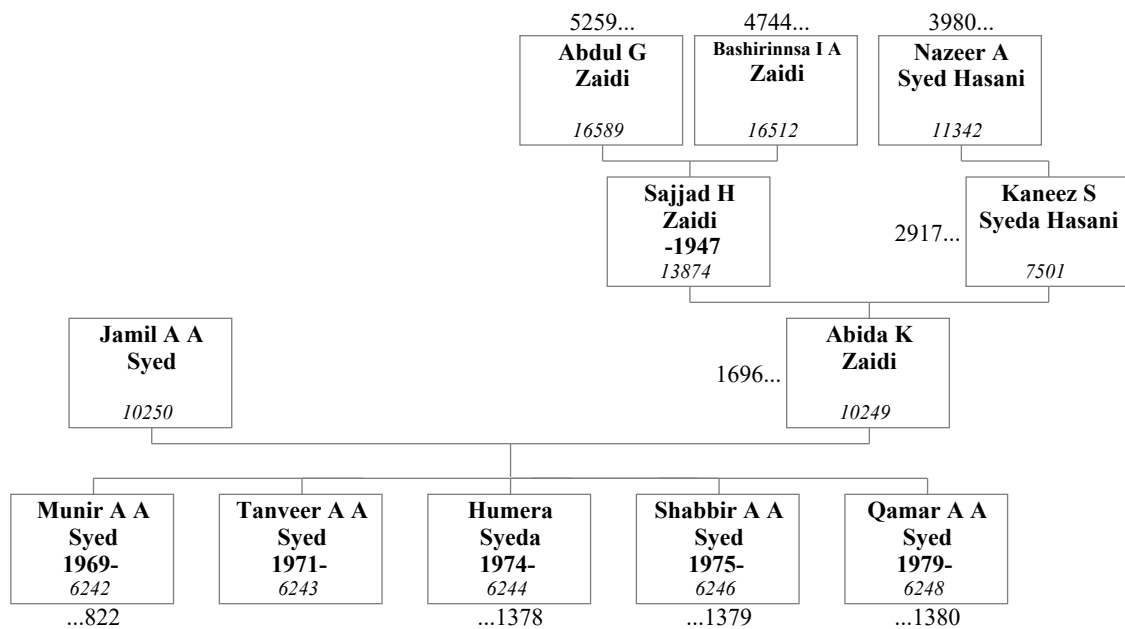 5259...
4744...
3980...
Abdul G
Zaidi
16589
Bashirinnsa I A
Zaidi
16512
Nazeer A
Syed Hasani
11342
Sajjad H
Zaidi
-1947
13874
2917...
Kaneez S
Syeda Hasani
7501
Jamil A A
Syed
10250
1696...
Abida K
Zaidi
10249
Munir A A
Syed
1969-
6242
...822
Tanveer A A
Syed
1971-
6243
Humera
Syeda
1974-
6244
...1378
Shabbir A A
Syed
1975-
6246
...1379
Qamar A A
Syed
1979-
6248
...1380